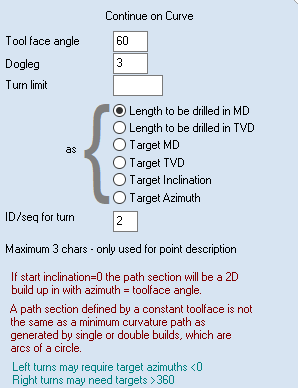 Continue on Curve
Tool face angle 60
Dogleg 3
Turn limit
as
Length to be drilled in MD
Length to be drilled in TVD
Target MD
Target TVD
Target Inclination
Target Azimuth
ID/seq for turn 2
Maximum 3 chars - only used for point description
If start inclination=0 the path section will be a 2D
build up in with azimuth = toolface angle.
A path section defined by a constant toolface is not
the same as a minimum curvature path as
generated by single or double builds, which are
arcs of a circle.
Left turns may require target azimuths <0
Right turns may need targets >360